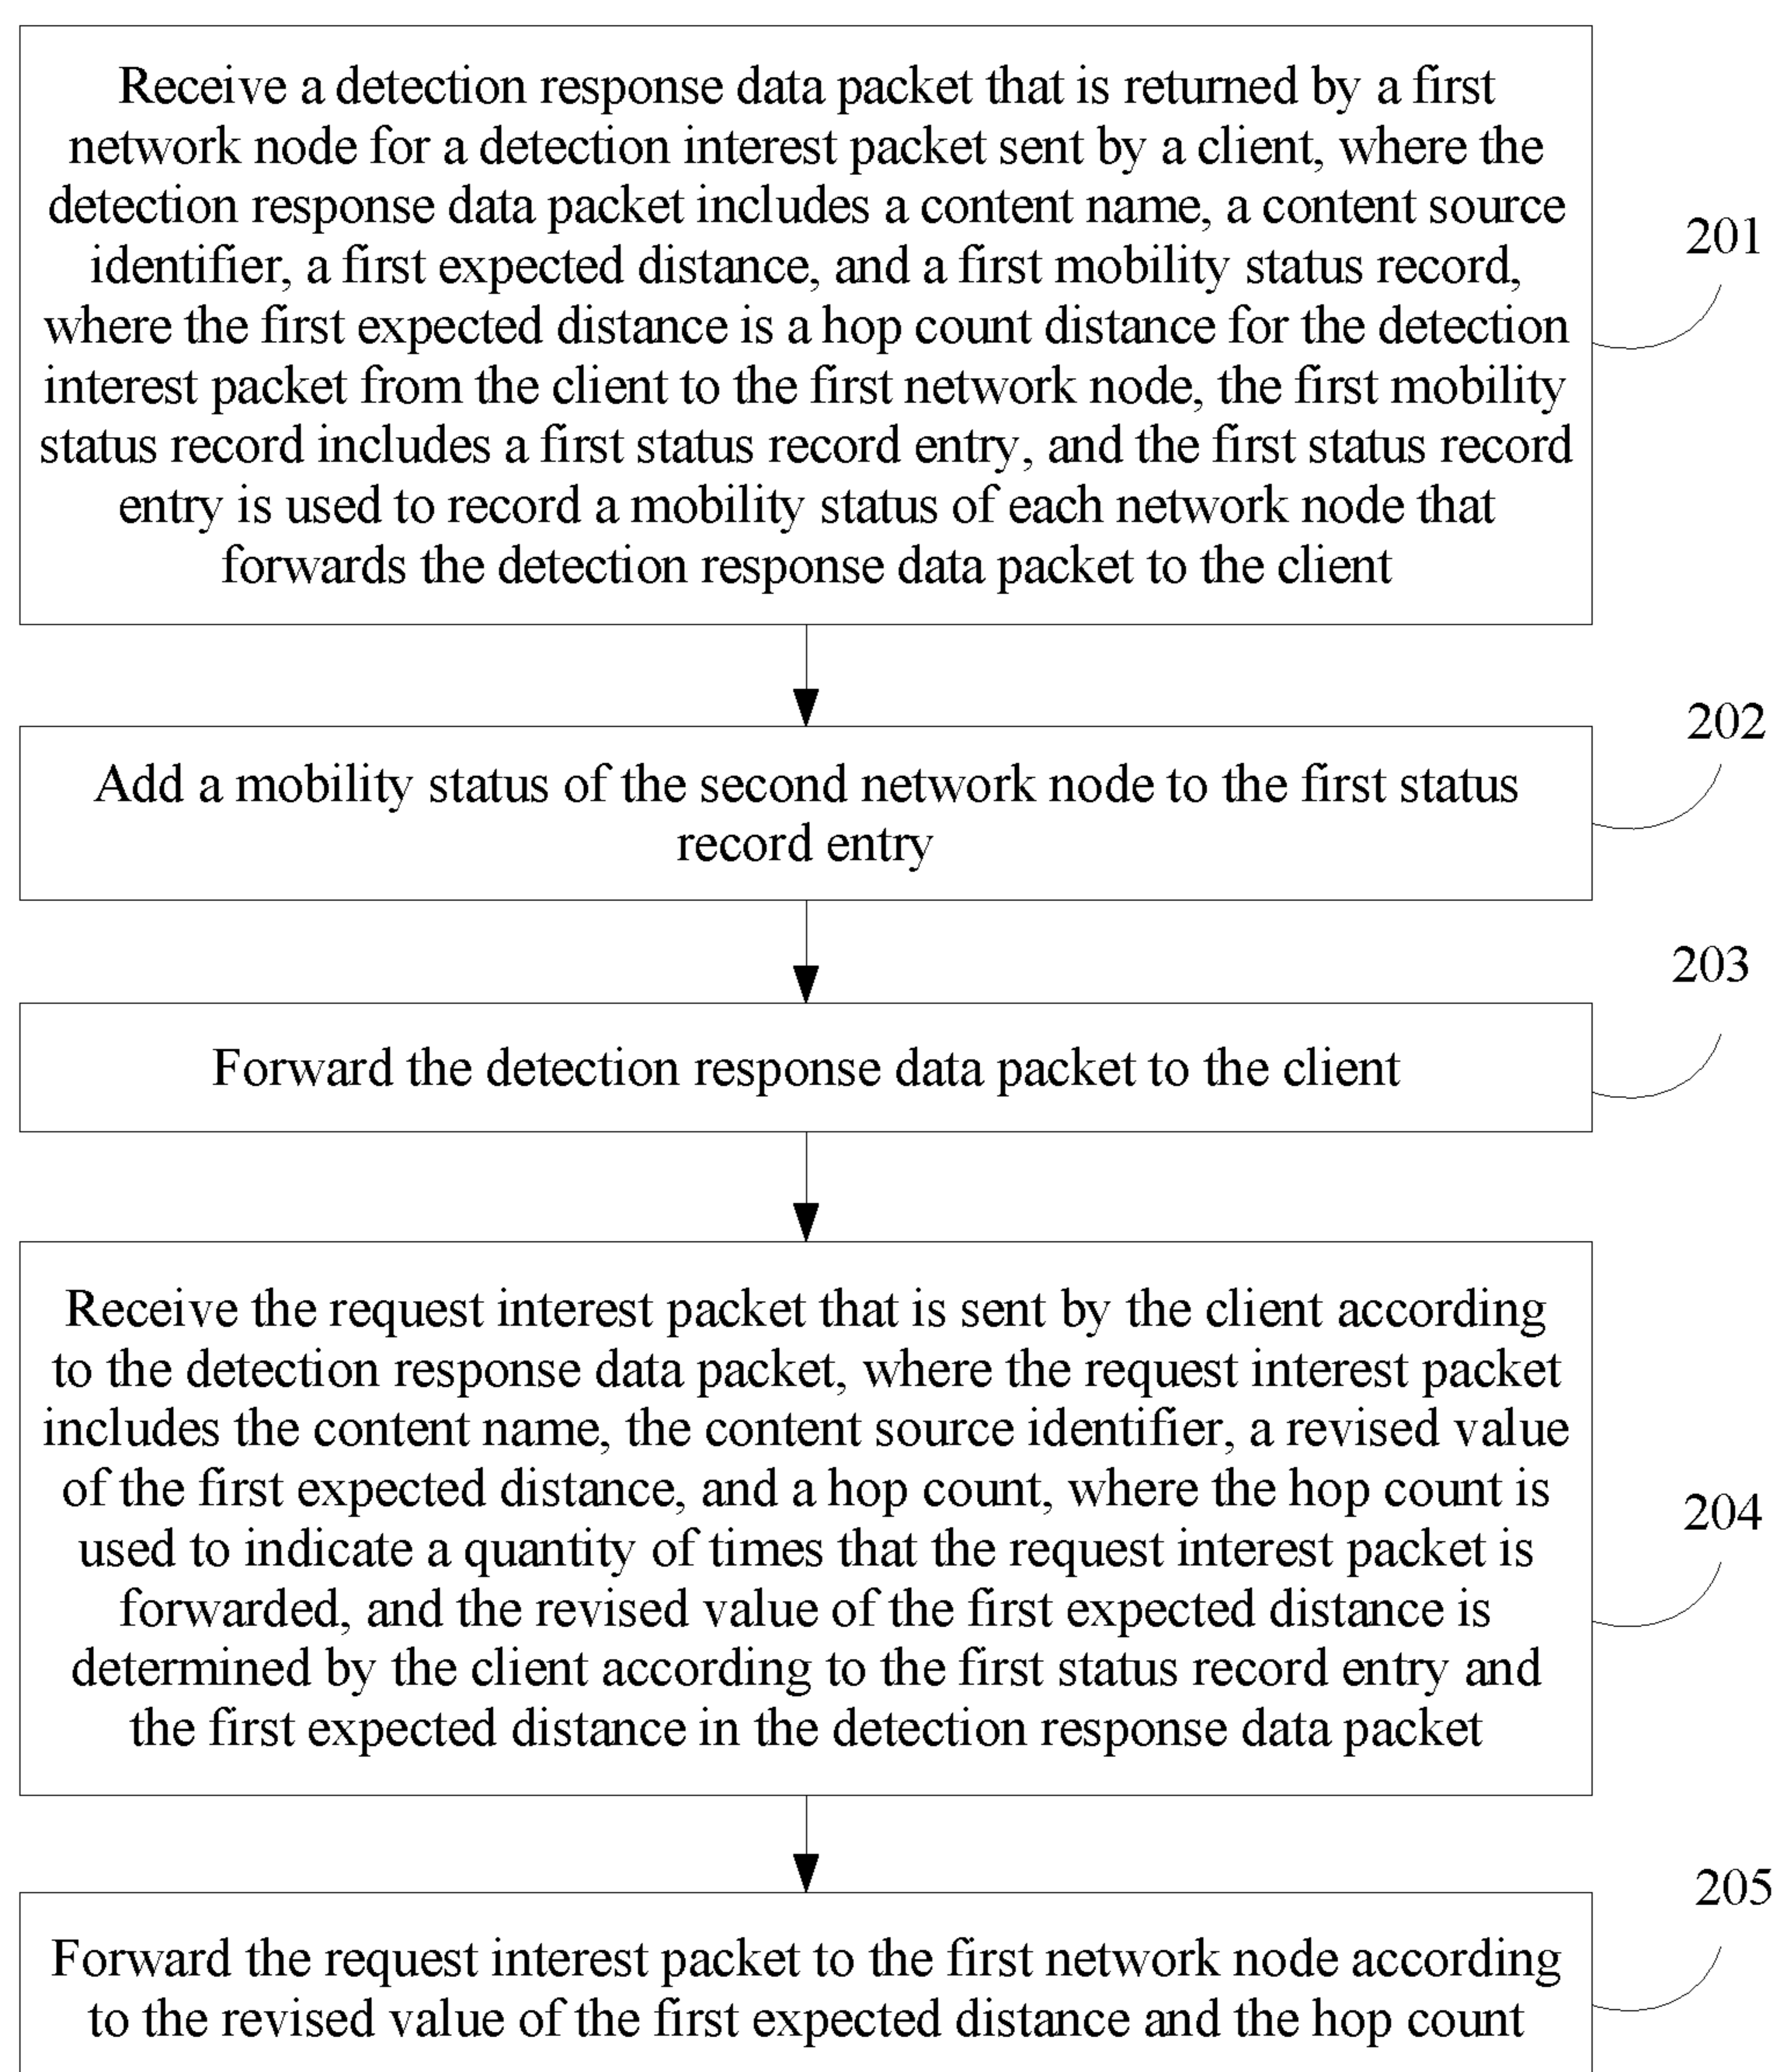 Receive a detection response data packet that is returned by a first
network node for a detection interest packet sent by a client, where the
detection response data packet includes a content name, a content source
identifier, a first expected distance, and a first mobility status record,
where the first expected distance is a hop count distance for the detection
interest packet from the client to the first network node, the first mobility
status record includes a first status record entry, and the first status record
entry is used to record a mobility status of each network node that
forwards the detection response data packet to the client
201
Add a mobility status of the second network node to the first status
record entry
202
Forward the detection response data packet to the client
203
Receive the request interest packet that is sent by the client according
to the detection response data packet, where the request interest packet
includes the content name, the content source identifier, a revised value
of the first expected distance, and a hop count, where the hop count is
used to indicate a quantity of times that the request interest packet is
forwarded, and the revised value of the first expected distance is
determined by the client according to the first status record entry and
the first expected distance in the detection response data packet
204
Forward the request interest packet to the first network node according
to the revised value of the first expected distance and the hop count
205